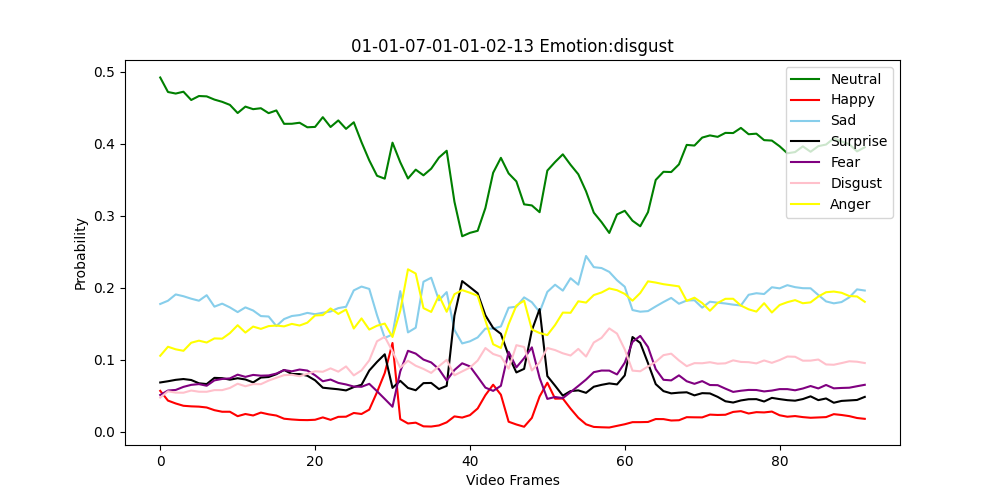 01-01-07-01-01-02-13 Emotion:disgust
Neutral
Happy
Sad
Surprise
Fear
Disgust
Anger
Probability
0.5
0.4
0.3
0.2
0.1
0.0
0 20 40 60 80
Video Frames